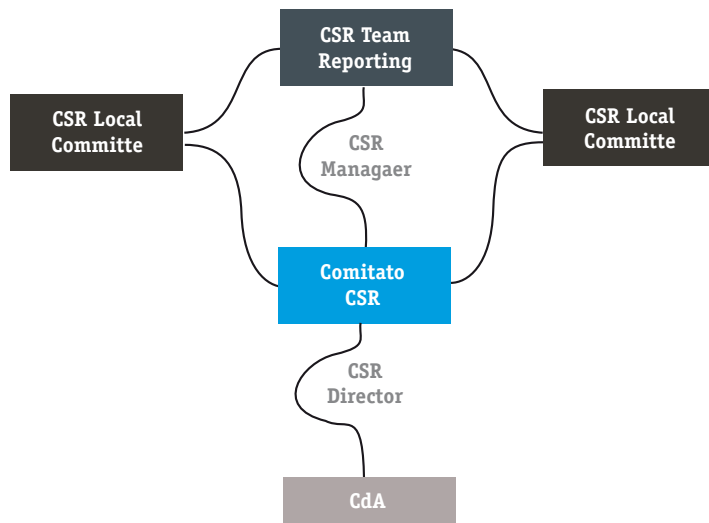 CSR Team
Reporting
CSR Local
Committe
CSR Local
Committe
CSR
Managaer
Comitato
CSR
CSR
Director
CdA